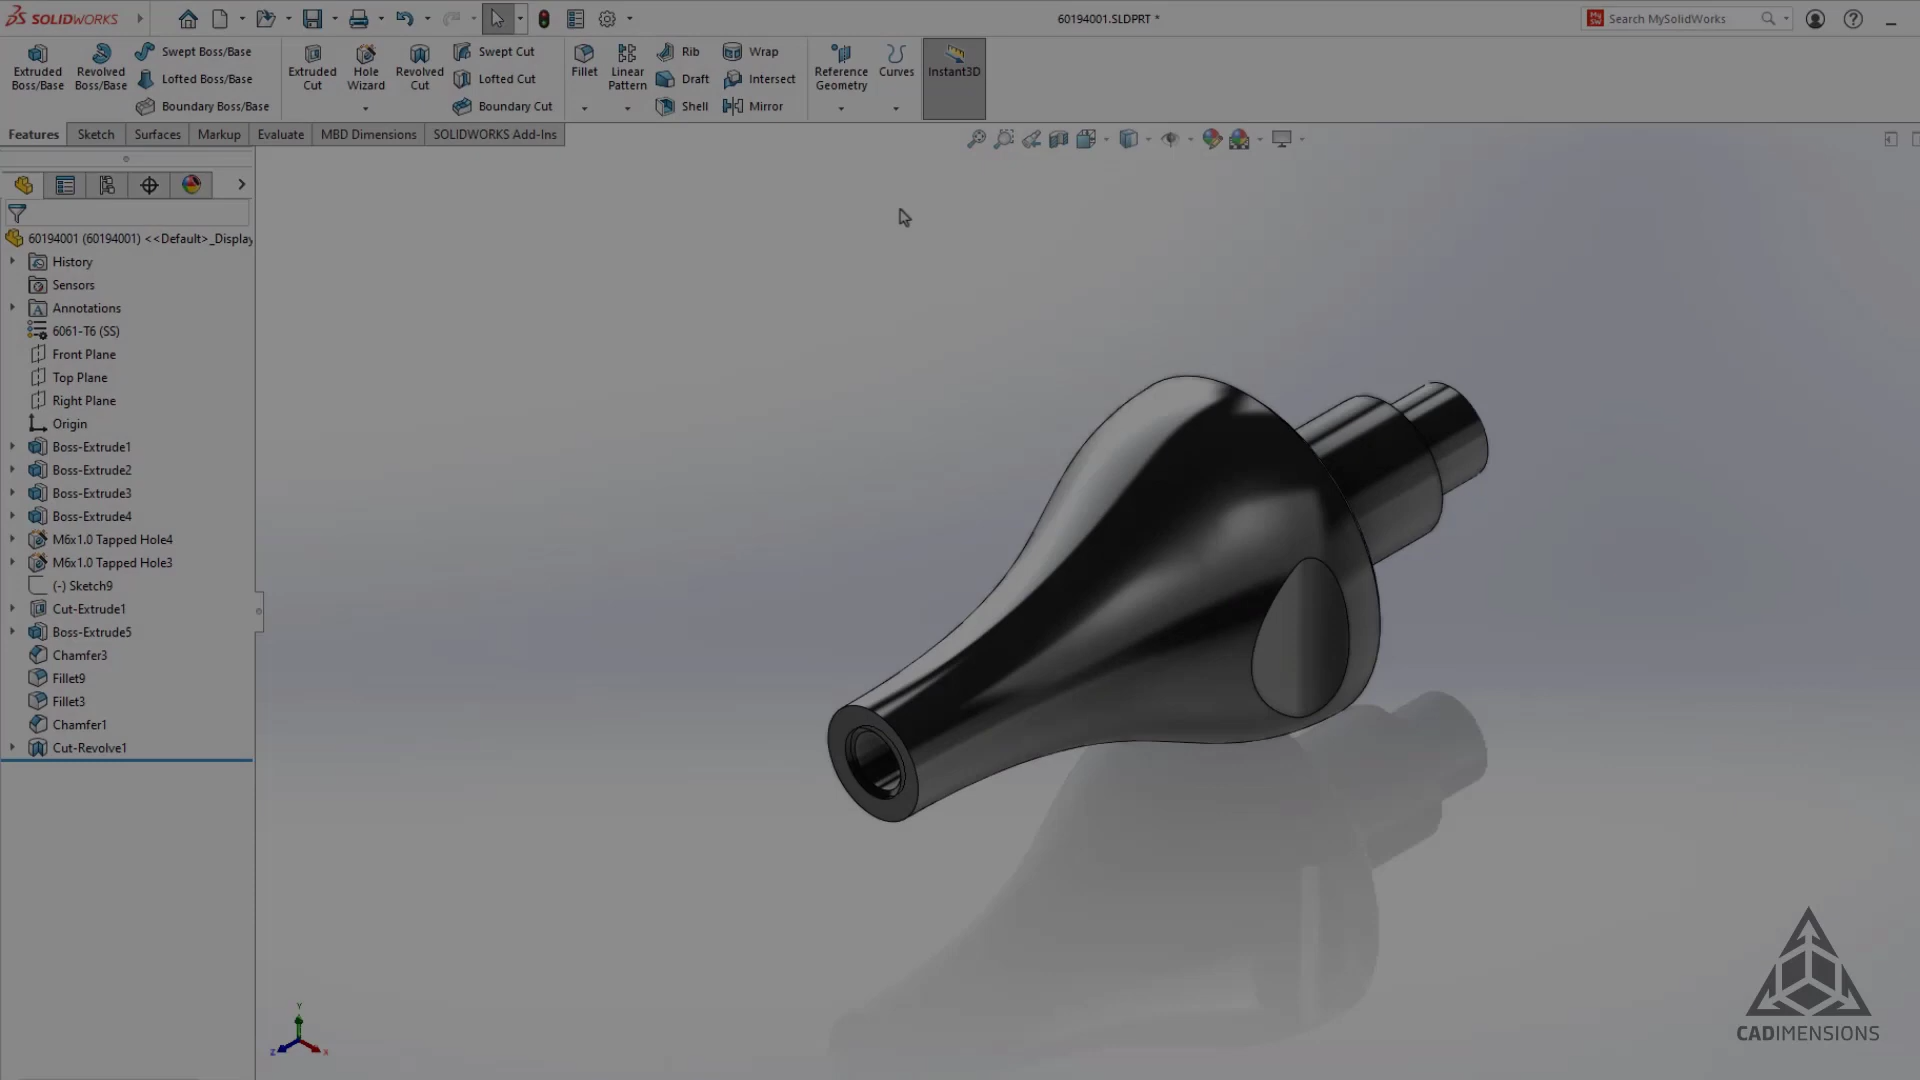 SOLIDWORKS
60194001.SLDPRT *
Search MySolidWorks
Extruded Boss/Base
Revolved Boss/Base
Swept Boss/Base
Lofted Boss/Base
Boundary Boss/Base
Extruded Cut
Hole Wizard
Revolved Cut
Swept Cut
Lofted Cut
Boundary Cut
Fillet
Linear Pattern
Rib
Draft
Shell
Wrap
Intersect
Mirror
Reference Geometry
Curves
Instant3D
Features
Sketch
Surfaces
Markup
Evaluate
MBD Dimensions
SOLIDWORKS Add-Ins
60194001 (60194001) <<Default>_Display
History
Sensors
Annotations
6061-T6 (SS)
Front Plane
Top Plane
Right Plane
Origin
Boss-Extrude1
Boss-Extrude2
Boss-Extrude3
Boss-Extrude4
M6x1.0 Tapped Hole4
M6x1.0 Tapped Hole3
(-) Sketch9
Cut-Extrude1
Boss-Extrude5
Chamfer3
Fillet9
Fillet3
Chamfer1
Cut-Revolve1
Y
Z
X
CADIMENSIONS